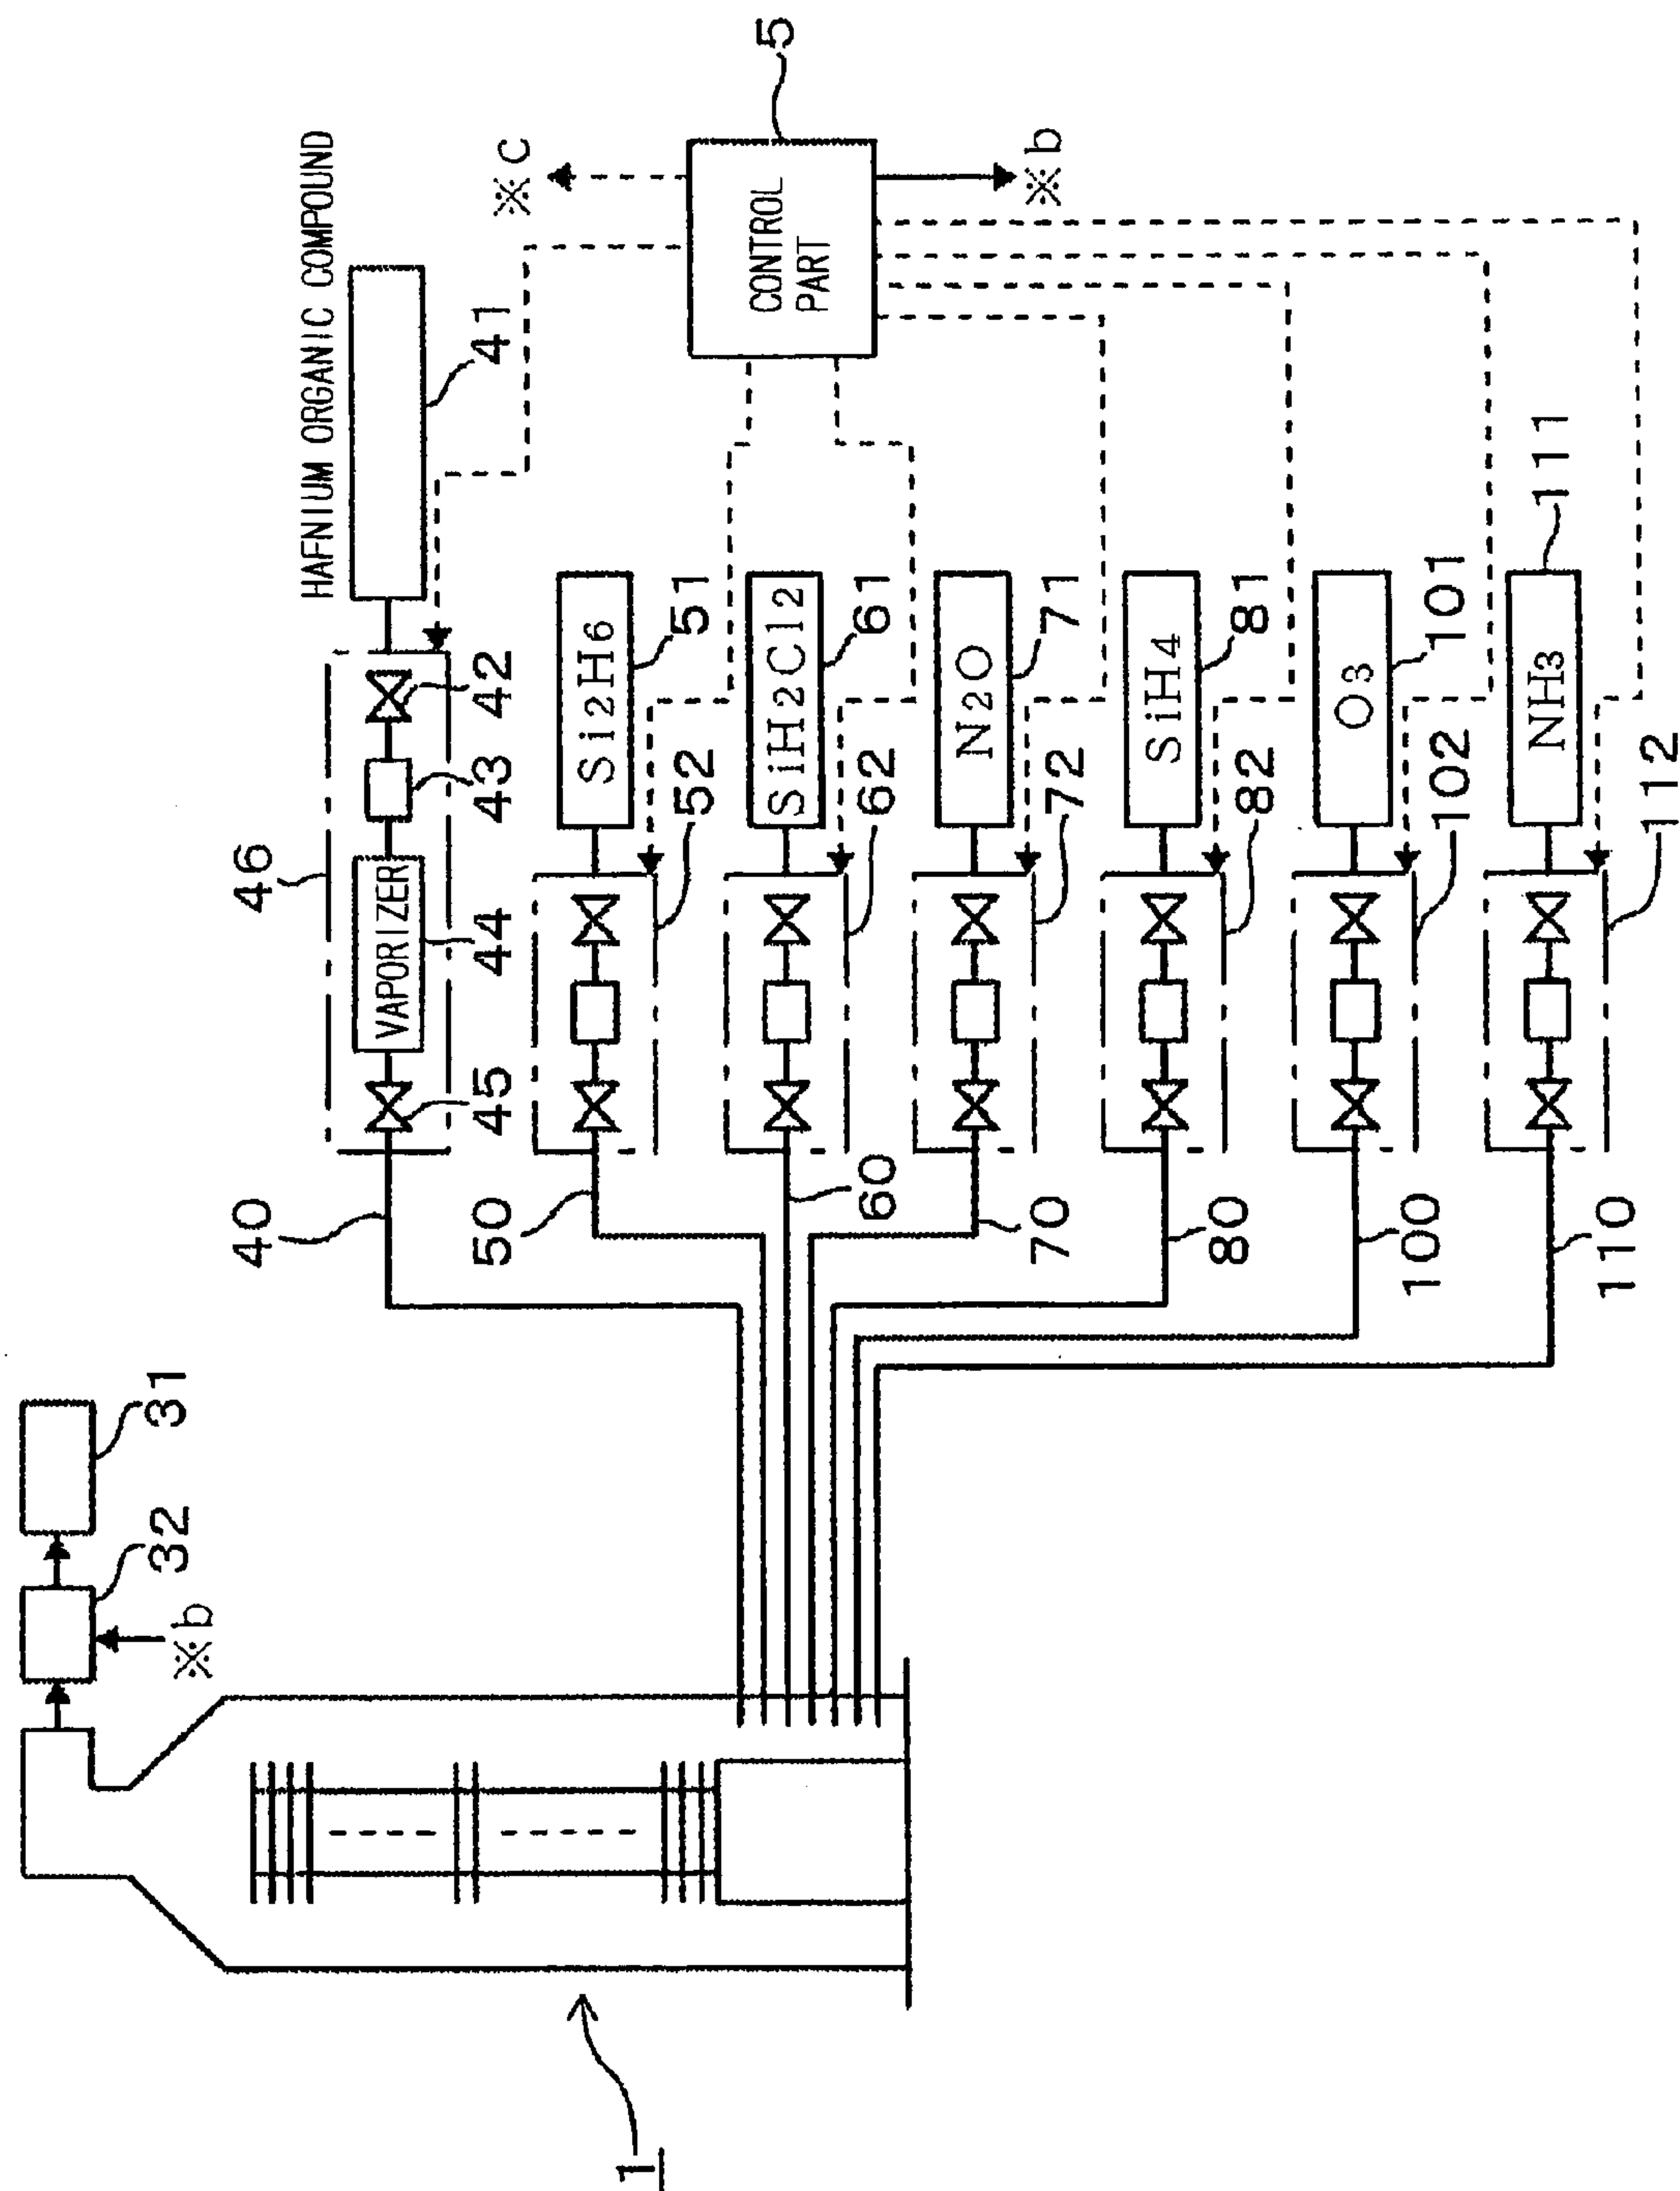 HAFNIUM ORGANIC COMPOUND
41
42
43
VAPORIZER
44
45
46
40
Si2H6
51
52
50
SiH2Cl2
61
62
60
N2O
71
72
70
SiH4
81
82
80
O3
101
102
100
NH3
111
112
110
CONTROL
PART
5
※c
※b
31
32
※b
1